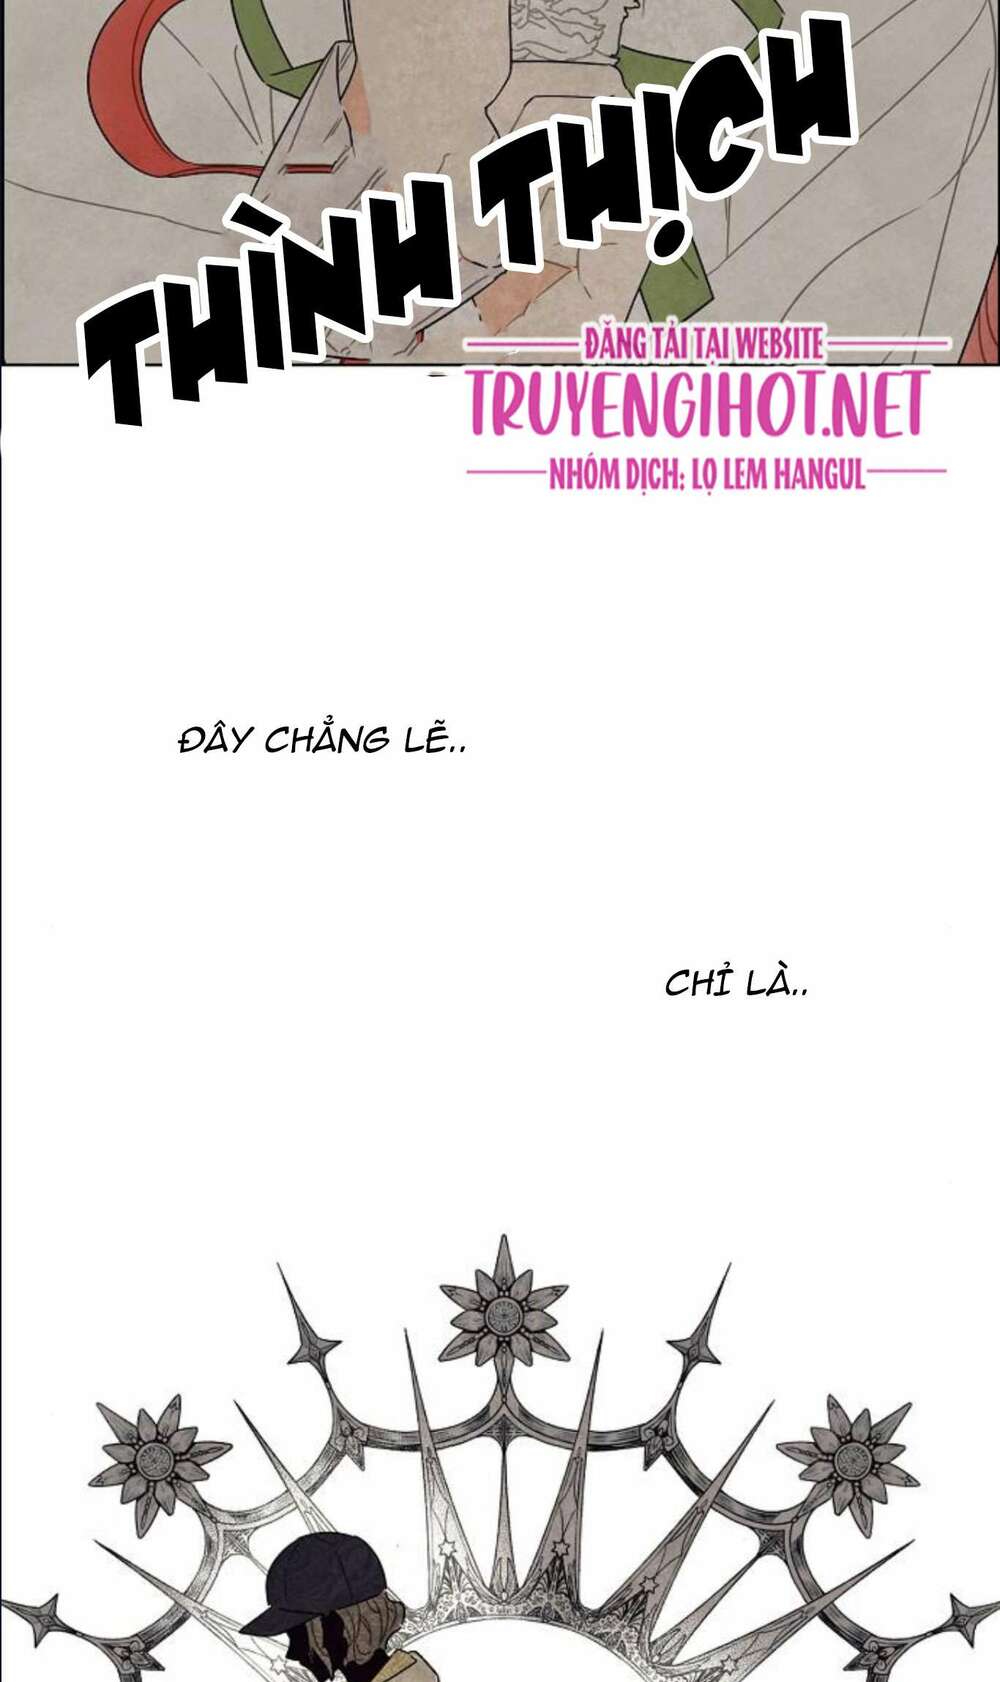 THÌNH THỊCH
ĐĂNG TẢI TẠI WEBSITE
TRUYENGIHOT.NET
NHÓM DỊCH: LỌ LEM HANGUL
ĐÂY CHẲNG LẼ..
CHỈ LÀ..